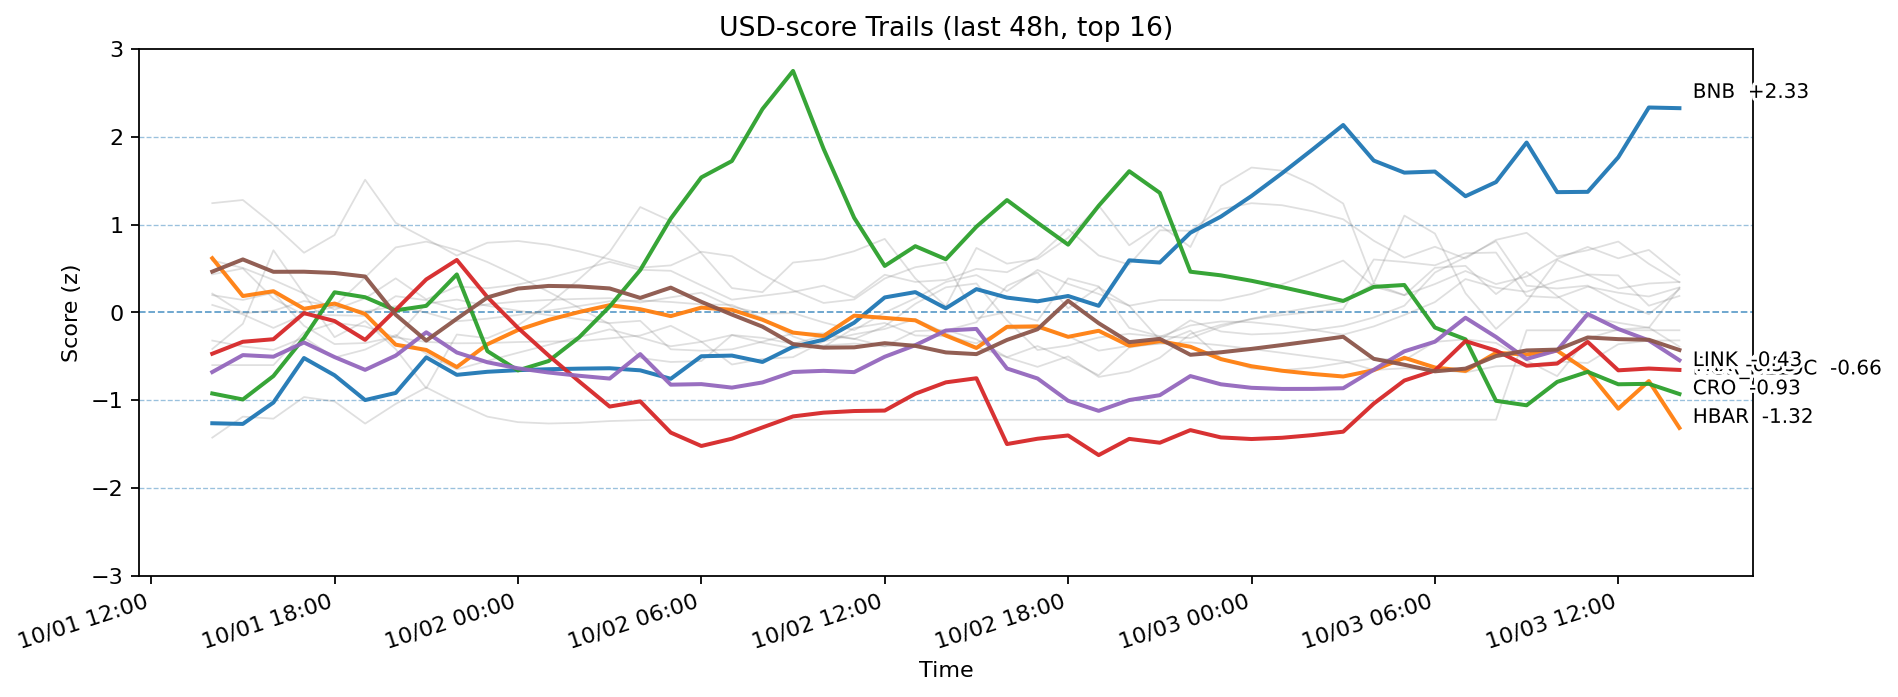 USD-score Trails (last 48h, top 16)
3
2
1
0
−1
−2
−3
Score (z)
BNB +2.33
LINK -0.43
-0.66
CRO -0.93
HBAR -1.32
10/01 12:00
10/01 18:00
10/02 00:00
10/02 06:00
10/02 12:00
10/02 18:00
10/03 00:00
10/03 06:00
10/03 12:00
Time